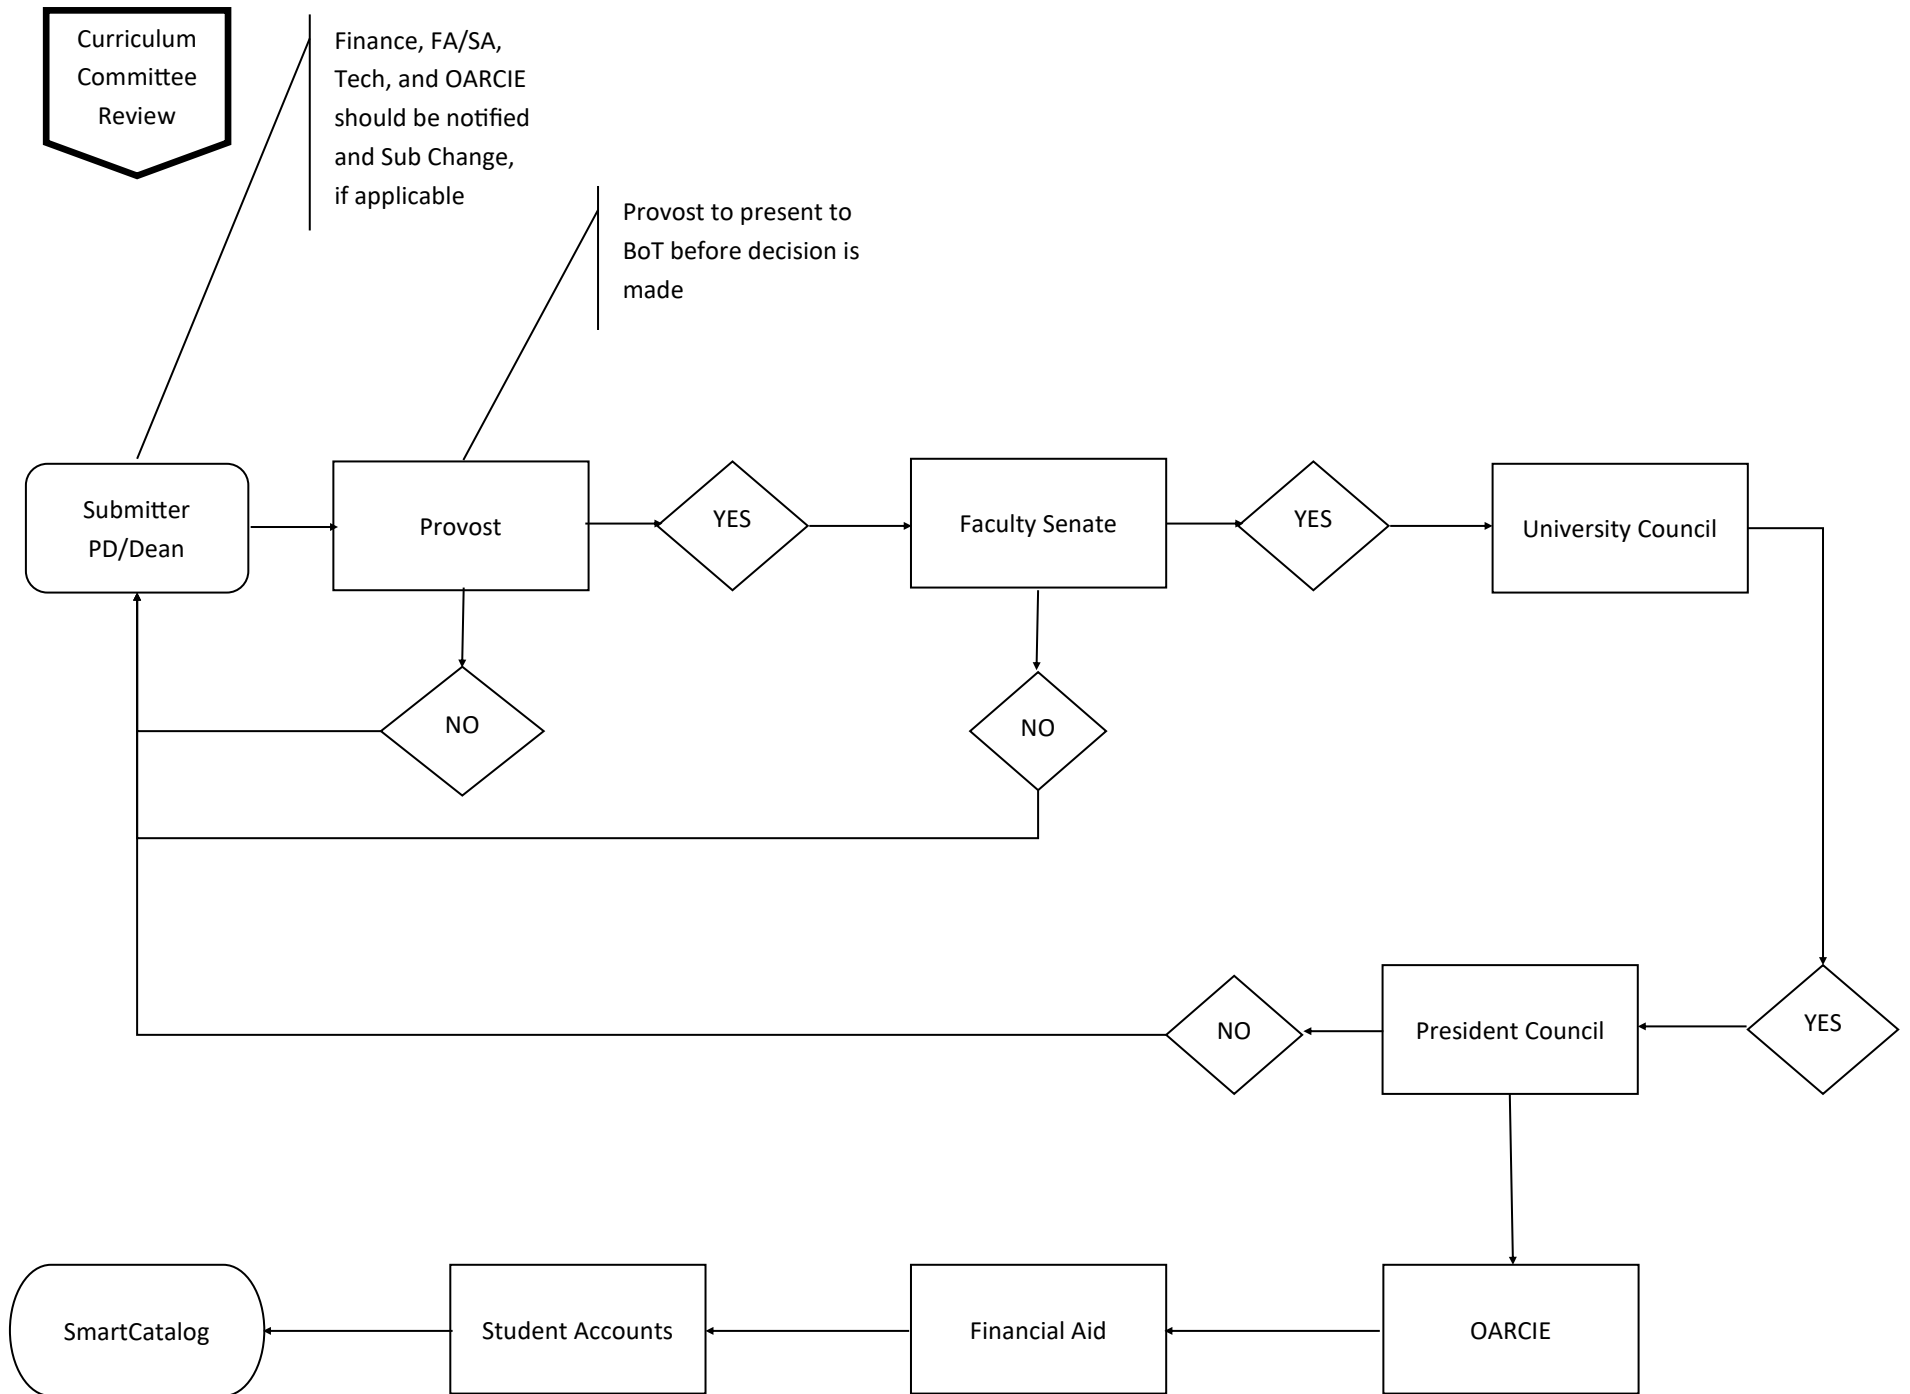 Curriculum
Committee
Review
Finance, FA/SA,
Tech, and OARCIE
should be notified
and Sub Change,
if applicable
Provost to present to
BoT before decision is
made
Submitter
PD/Dean
Provost
YES
Faculty Senate
YES
University Council
NO
NO
NO
President Council
YES
SmartCatalog
Student Accounts
Financial Aid
OARCIE